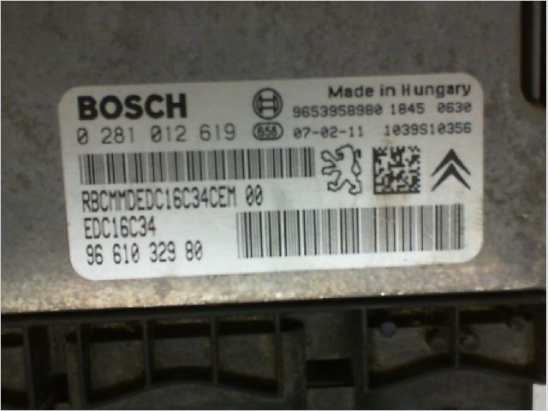 BOSCH
Made in Hungary
9653958980 1845 0630
0 281 012 619 658 07-02-11 1039S10356
RBCMMDEDC16C34CEM 00
EDC16C34
96 610 329 80